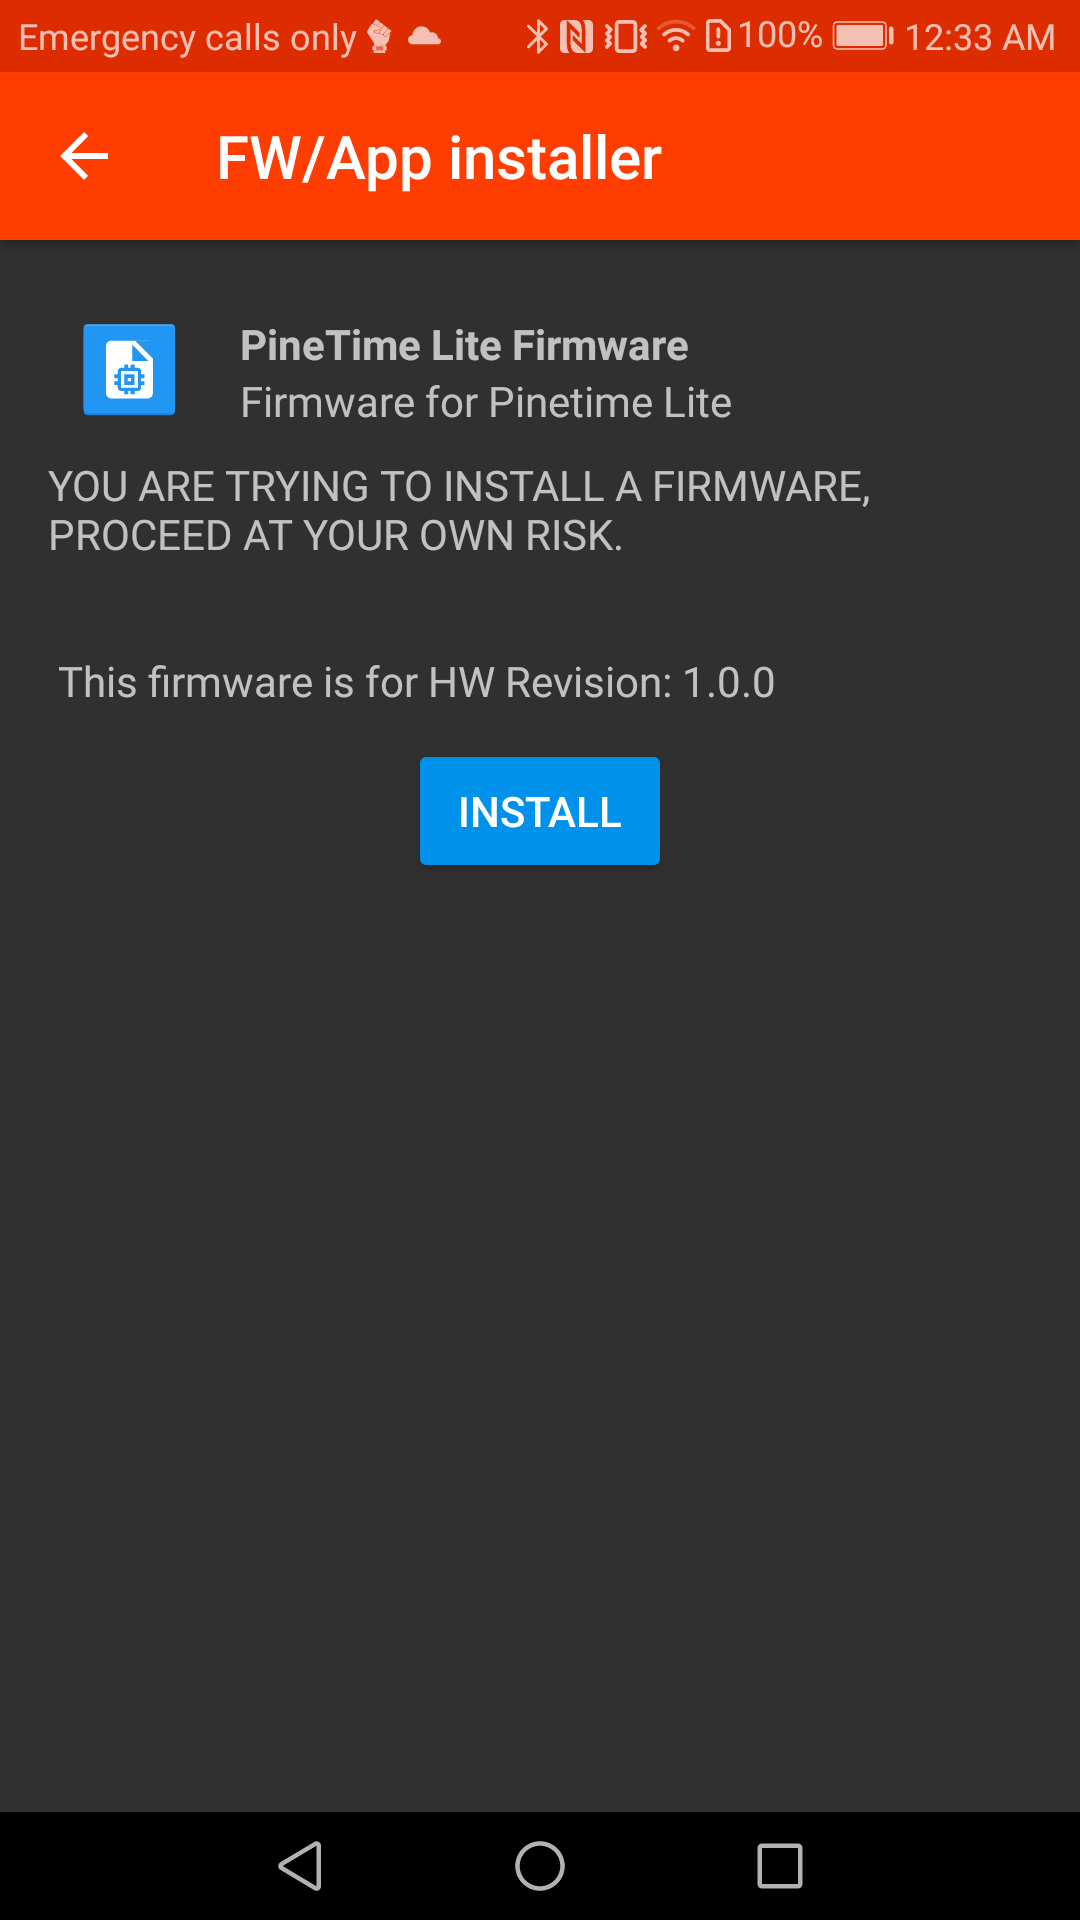 Emergency calls only 100% 12:33 AM
FW/App installer
PineTime Lite Firmware
Firmware for Pinetime Lite
YOU ARE TRYING TO INSTALL A FIRMWARE,
PROCEED AT YOUR OWN RISK.
This firmware is for HW Revision: 1.0.0
INSTALL